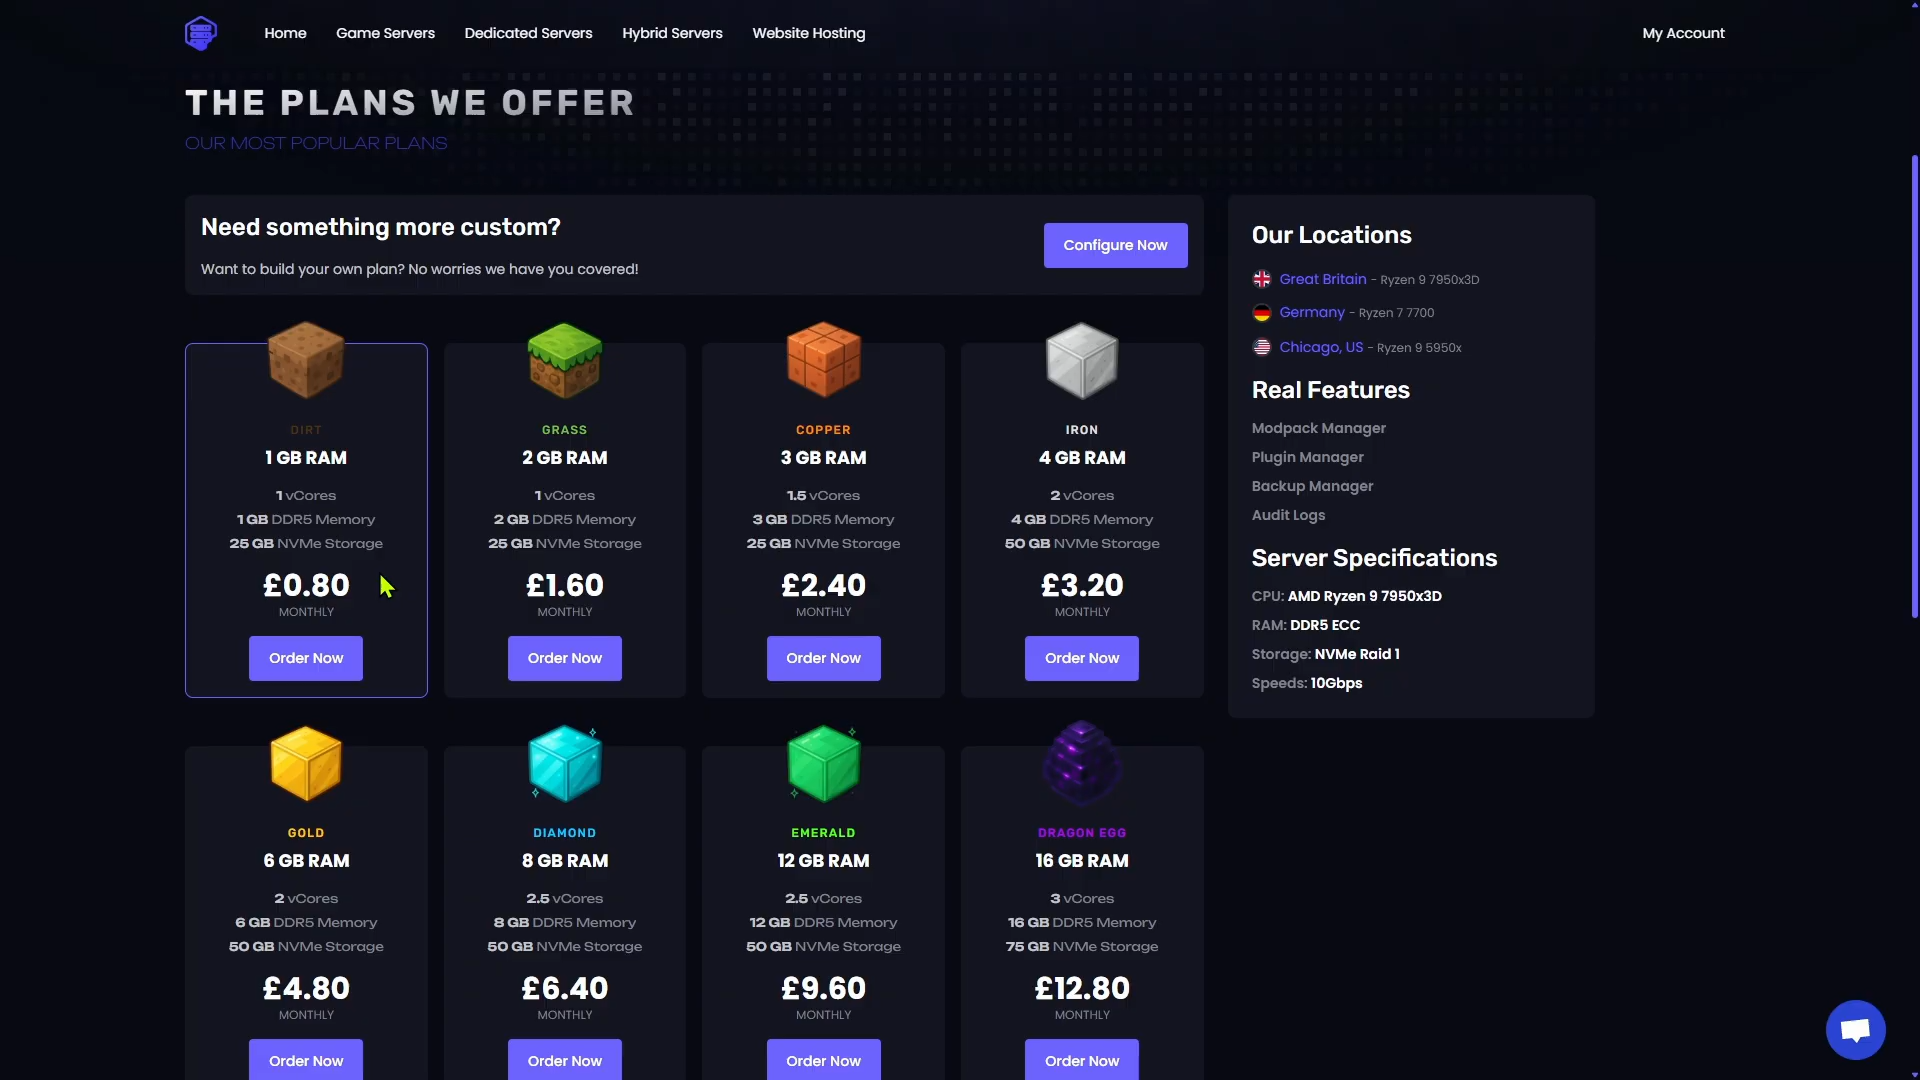 Home
Game Servers
Dedicated Servers
Hybrid Servers
Website Hosting
My Account
THE PLANS WE OFFER
OUR MOST POPULAR PLANS
Need something more custom?
Want to build your own plan? No worries we have you covered!
Configure Now
DIRT
1 GB RAM
1 vCores
1 GB DDR5 Memory
25 GB NVMe Storage
£0.80
MONTHLY
Order Now
GRASS
2 GB RAM
1 vCores
2 GB DDR5 Memory
25 GB NVMe Storage
£1.60
MONTHLY
Order Now
COPPER
3 GB RAM
1.5 vCores
3 GB DDR5 Memory
25 GB NVMe Storage
£2.40
MONTHLY
Order Now
IRON
4 GB RAM
2 vCores
4 GB DDR5 Memory
50 GB NVMe Storage
£3.20
MONTHLY
Order Now
GOLD
6 GB RAM
2 vCores
6 GB DDR5 Memory
50 GB NVMe Storage
£4.80
MONTHLY
Order Now
DIAMOND
8 GB RAM
2.5 vCores
8 GB DDR5 Memory
50 GB NVMe Storage
£6.40
MONTHLY
Order Now
EMERALD
12 GB RAM
2.5 vCores
12 GB DDR5 Memory
50 GB NVMe Storage
£9.60
MONTHLY
Order Now
DRAGON EGG
16 GB RAM
3 vCores
16 GB DDR5 Memory
75 GB NVMe Storage
£12.80
MONTHLY
Order Now
Our Locations
Great Britain - Ryzen 9 7950x3D
Germany - Ryzen 7 7700
Chicago, US - Ryzen 9 5950x
Real Features
Modpack Manager
Plugin Manager
Backup Manager
Audit Logs
Server Specifications
CPU: AMD Ryzen 9 7950x3D
RAM: DDR5 ECC
Storage: NVMe Raid 1
Speeds: 10Gbps